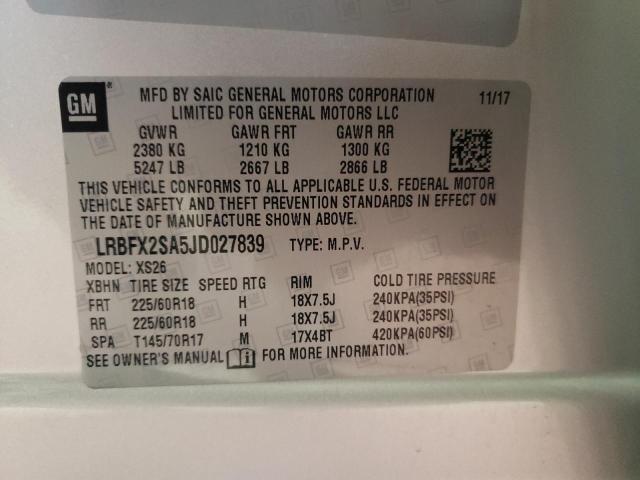 GM
MFD BY SAIC GENERAL MOTORS CORPORATION 11/17
LIMITED FOR GENERAL MOTORS LLC
GVWR GAWR FRT GAWR RR
2380 KG 1210 KG 1300 KG
5247 LB 2667 LB 2866 LB
THIS VEHICLE CONFORMS TO ALL APPLICABLE U.S. FEDERAL MOTOR
VEHICLE SAFETY AND THEFT PREVENTION STANDARDS IN EFFECT ON
THE DATE OF MANUFACTURE SHOWN ABOVE.
LRBFX2SA5JD027839 TYPE: M.P.V.
MODEL: XS26
XBHN TIRE SIZE SPEED RTG RIM COLD TIRE PRESSURE
FRT 225/60R18 H 18X7.5J 240KPA(35PSI)
RR 225/60R18 H 18X7.5J 240KPA(35PSI)
SPA T145/70R17 M 17X4BT 420KPA(60PSI)
SEE OWNER'S MANUAL FOR MORE INFORMATION.